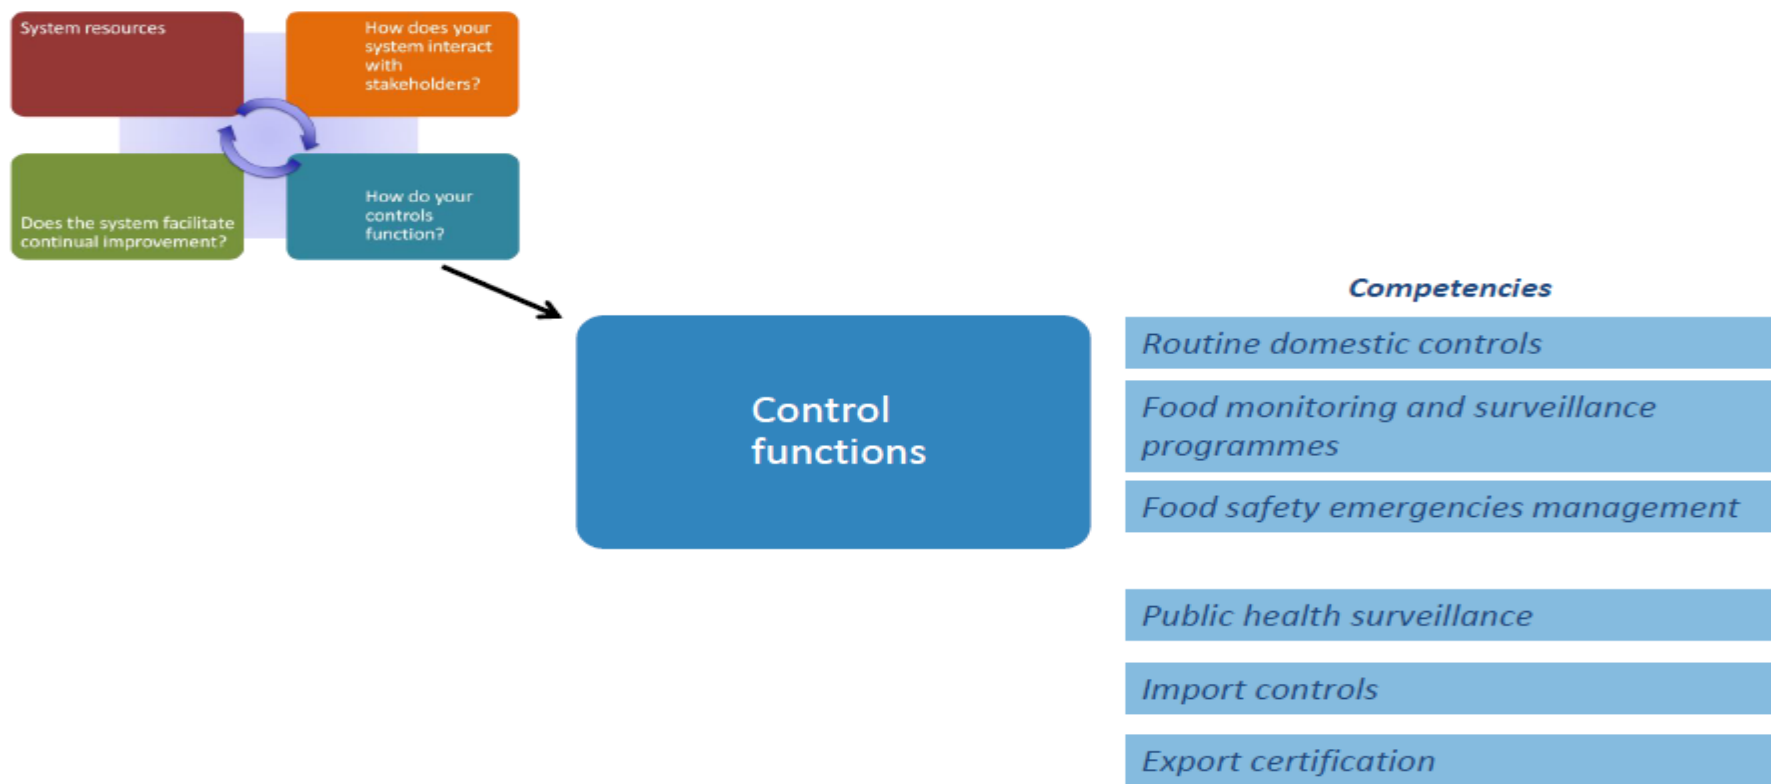 System resources
How does your
system interact
with
stakeholders?
Does the system facilitate
continual improvement?
How do your
controls
function?
Control
functions
Competencies
Routine domestic controls
Food monitoring and surveillance
programmes
Food safety emergencies management
Public health surveillance
Import controls
Export certification